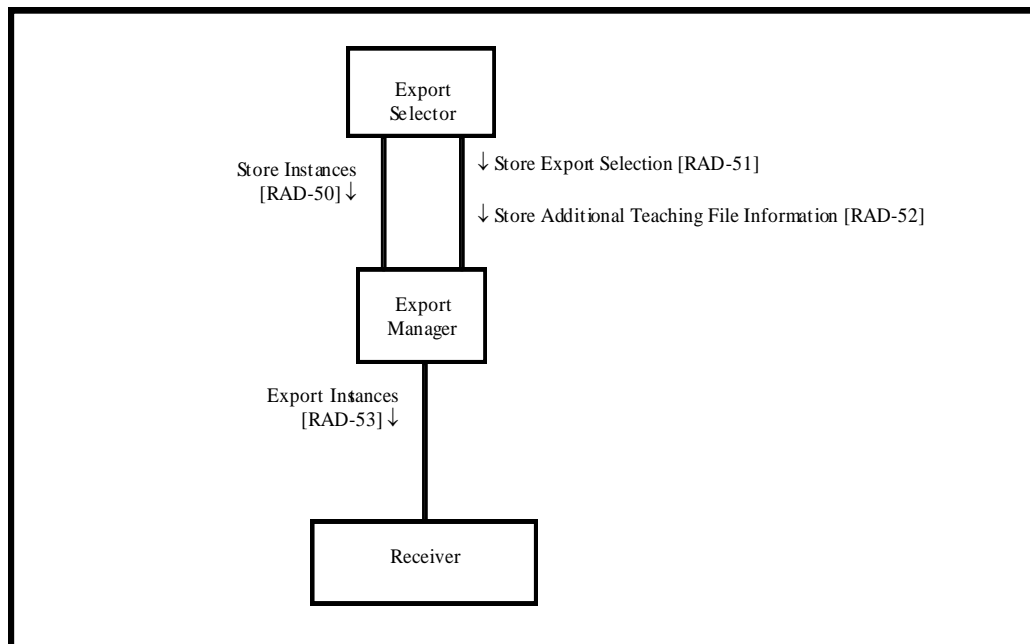 Export
Selector
Store Instances
[RAD-50] ↓
↓ Store Export Selection [RAD-51]
↓ Store Additional Teaching File Information [RAD-52]
Export
Manager
Export Instances
[RAD-53] ↓
Receiver